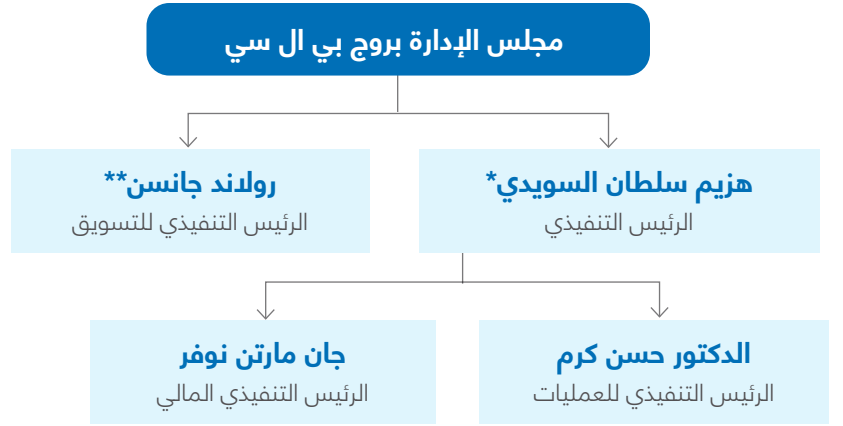 مجلس الإدارة بروج بي ال سي
هزيم سلطان السويدي*
الرئيس التنفيذي
رولاند جانسن**
الرئيس التنفيذي للتسويق
الدكتور حسن كرم
الرئيس التنفيذي للعمليات
جان مارتن نوفر
الرئيس التنفيذي المالي